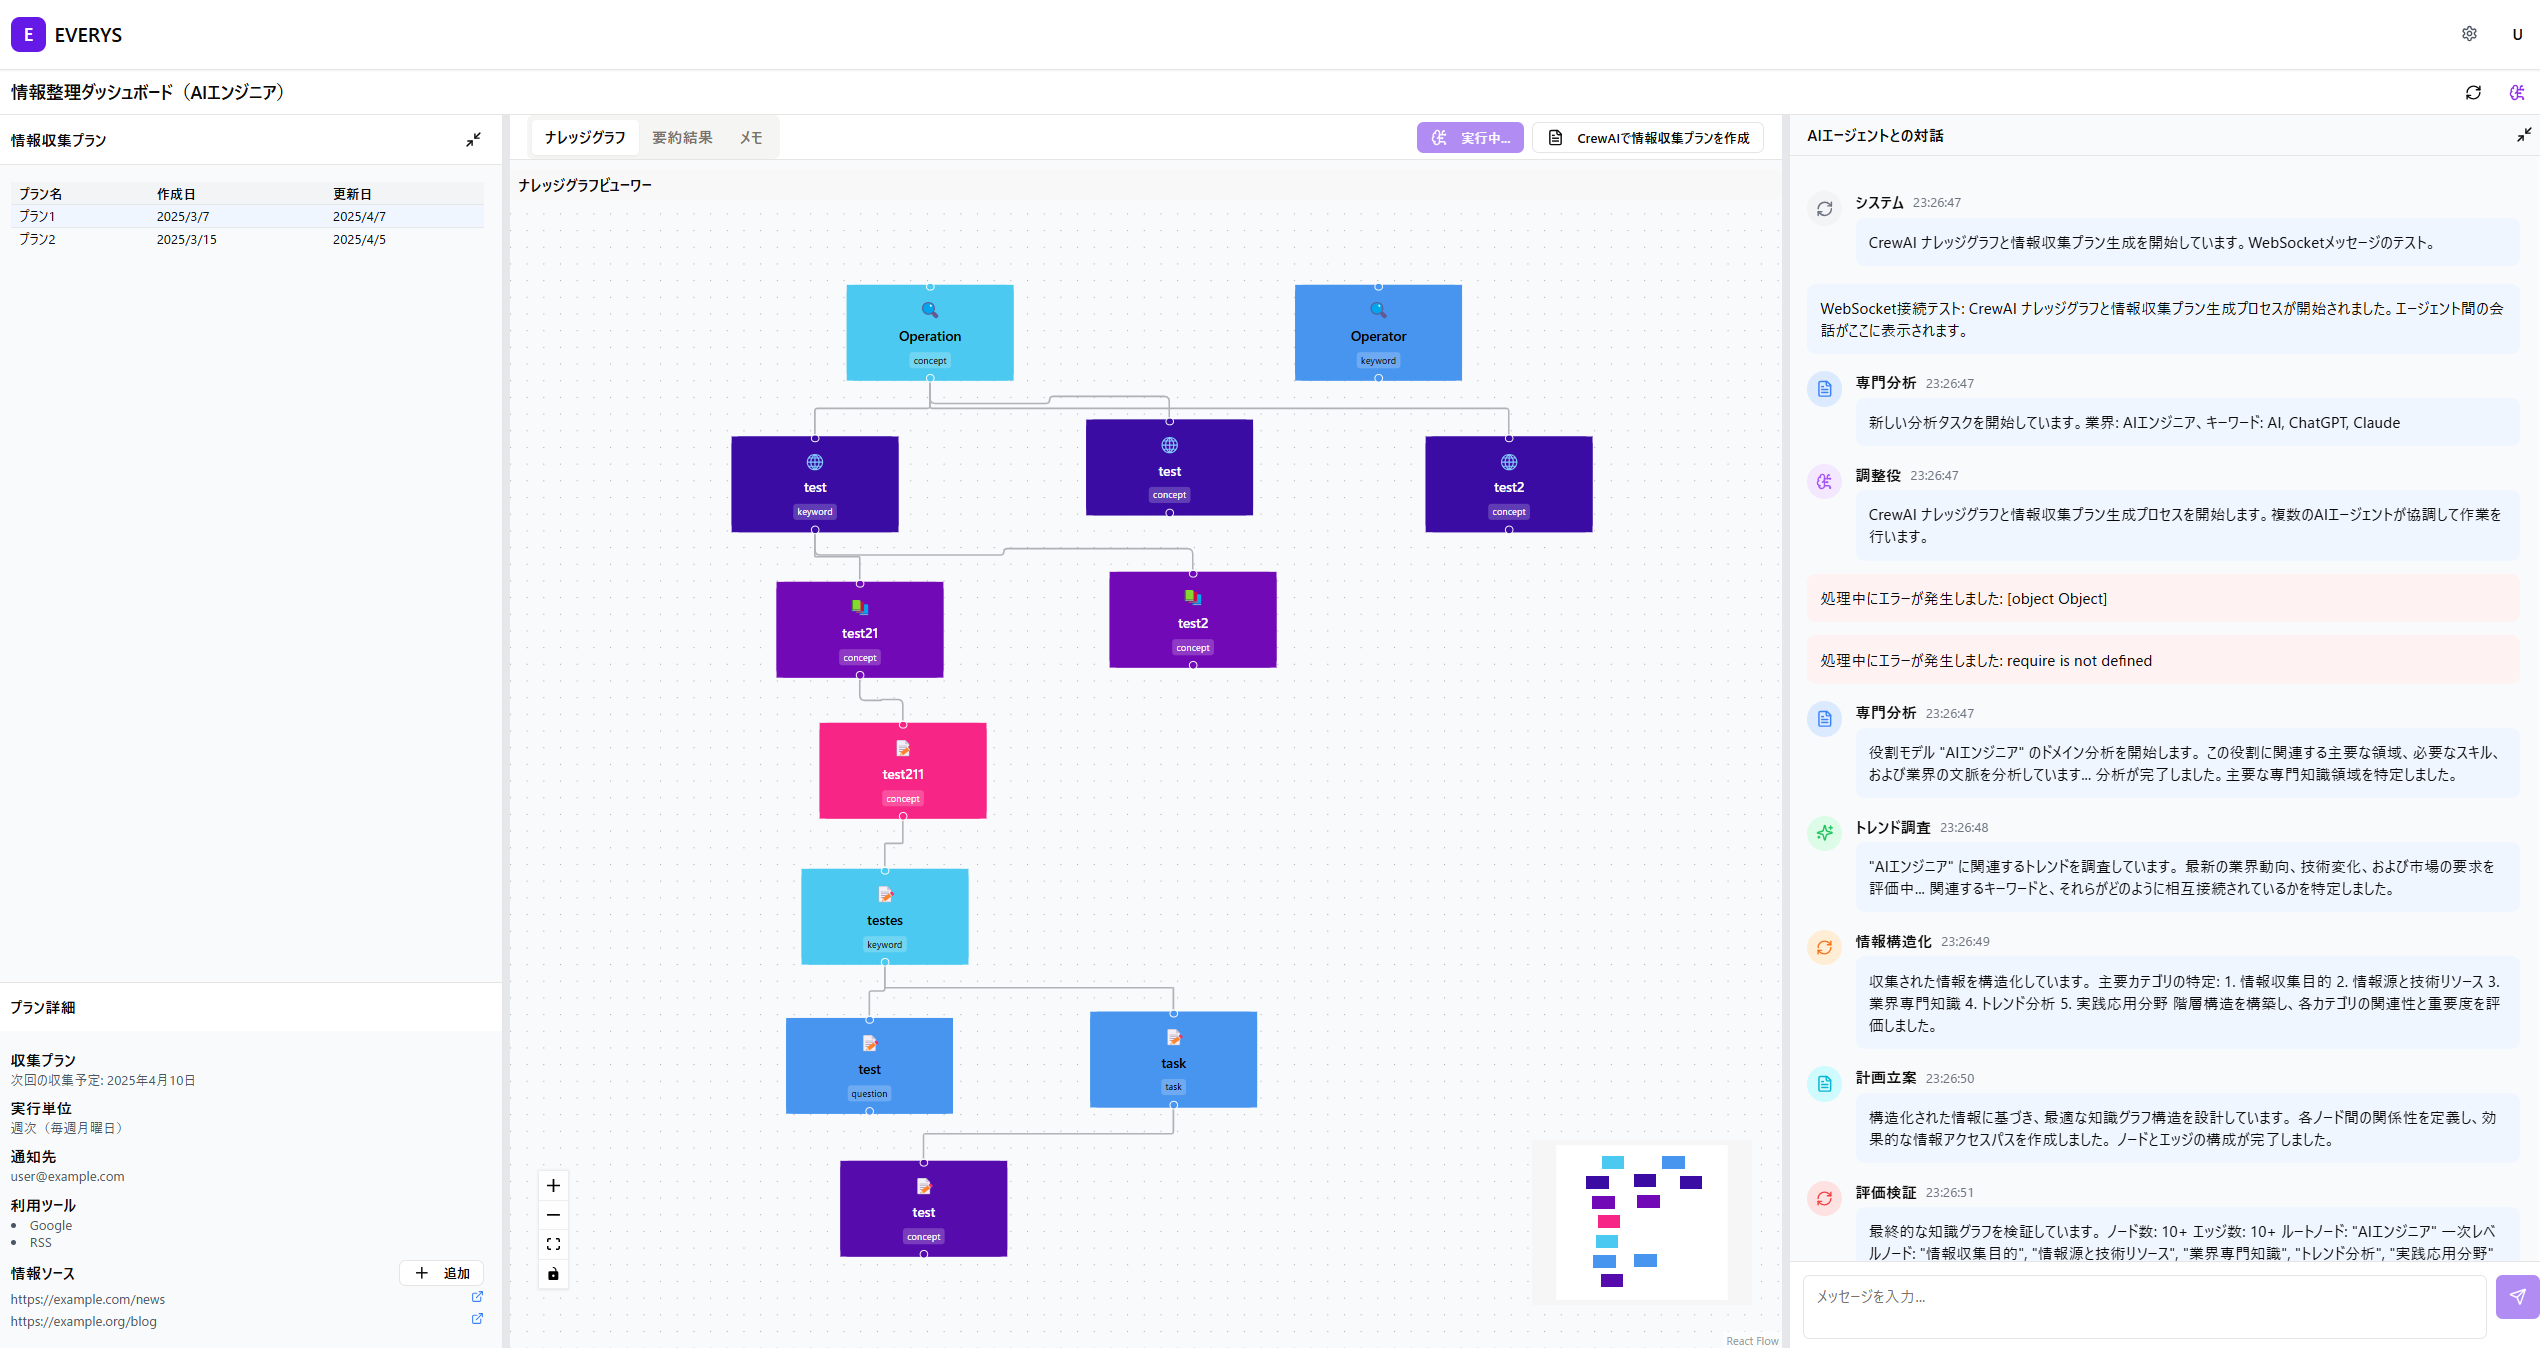 E EVERYS
U
情報整理ダッシュボード（AIエンジニア）
情報収集プラン
プラン名 作成日 更新日
プラン1 2025/3/7 2025/4/7
プラン2 2025/3/15 2025/4/5
プラン詳細
収集プラン
次回の収集予定: 2025年4月10日
実行単位
週次（毎週月曜日）
通知先
user@example.com
利用ツール
Google
RSS
情報ソース
追加
https://example.com/news
https://example.org/blog
ナレッジグラフ 要約結果 メモ
実行中... CrewAIで情報収集プランを作成
ナレッジグラフビューワー
Operation
concept
Operator
keyword
test
keyword
test
concept
test2
concept
test21
concept
test2
concept
test211
concept
testes
keyword
test
question
task
task
test
concept
React Flow
AIエージェントとの対話
システム 23:26:47
CrewAI ナレッジグラフと情報収集プラン生成を開始しています。WebSocketメッセージのテスト。
WebSocket接続テスト: CrewAI ナレッジグラフと情報収集プラン生成プロセスが開始されました。エージェント間の会
話がここに表示されます。
専門分析 23:26:47
新しい分析タスクを開始しています。業界: AIエンジニア、キーワード: AI, ChatGPT, Claude
調整役 23:26:47
CrewAI ナレッジグラフと情報収集プラン生成プロセスを開始します。複数のAIエージェントが協調して作業を
行います。
処理中にエラーが発生しました: [object Object]
処理中にエラーが発生しました: require is not defined
専門分析 23:26:47
役割モデル "AIエンジニア" のドメイン分析を開始します。この役割に関連する主要な領域、必要なスキル、
および業界の文脈を分析しています... 分析が完了しました。主要な専門知識領域を特定しました。
トレンド調査 23:26:48
"AIエンジニア" に関連するトレンドを調査しています。 最新の業界動向、技術変化、および市場の要求を
評価中... 関連するキーワードと、それらがどのように相互接続されているかを特定しました。
情報構造化 23:26:49
収集された情報を構造化しています。 主要カテゴリの特定: 1. 情報収集目的 2. 情報源と技術リソース 3.
業界専門知識 4. トレンド分析 5. 実践応用分野 階層構造を構築し、各カテゴリの関連性と重要度を評
価しました。
計画立案 23:26:50
構造化された情報に基づき、最適な知識グラフ構造を設計しています。 各ノード間の関係性を定義し、効
果的な情報アクセスパスを作成しました。 ノードとエッジの構成が完了しました。
評価検証 23:26:51
最終的な知識グラフを検証しています。 ノード数: 10+ エッジ数: 10+ ルートノード: "AIエンジニア" 一次レベ
ルノード: "情報収集目的", "情報源と技術リソース", "業界専門知識", "トレンド分析", "実践応用分野"
メッセージを入力...